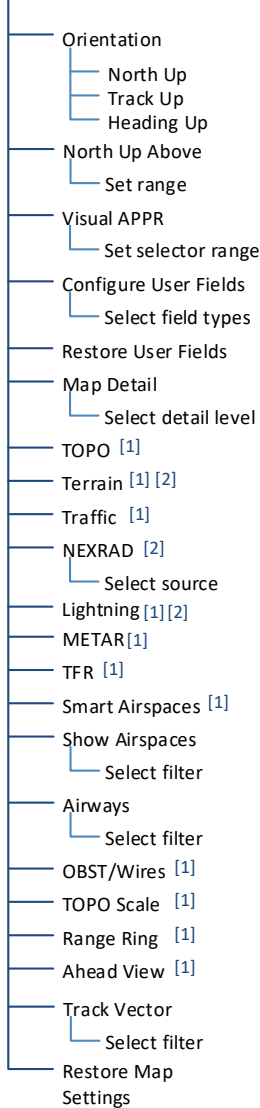 Orientation
North Up
Track Up
Heading Up
North Up Above
Set range
Visual APPR
Set selector range
Configure User Fields
Select field types
Restore User Fields
Map Detail
Select detail level
TOPO [1]
Terrain [1] [2]
Traffic [1]
NEXRAD [2]
Select source
Lightning [1] [2]
METAR [1]
TFR [1]
Smart Airspaces [1]
Show Airspaces
Select filter
Airways
Select filter
OBST/Wires [1]
TOPO Scale [1]
Range Ring [1]
Ahead View [1]
Track Vector
Select filter
Restore Map
Settings